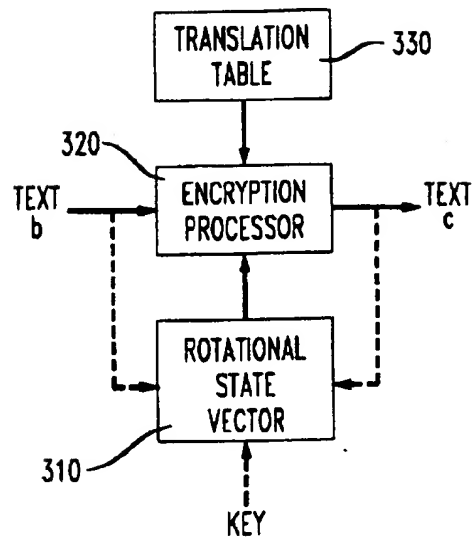 TRANSLATION
TABLE
330
320
TEXT
b
ENCRYPTION
PROCESSOR
TEXT
c
ROTATIONAL
STATE
VECTOR
310
KEY